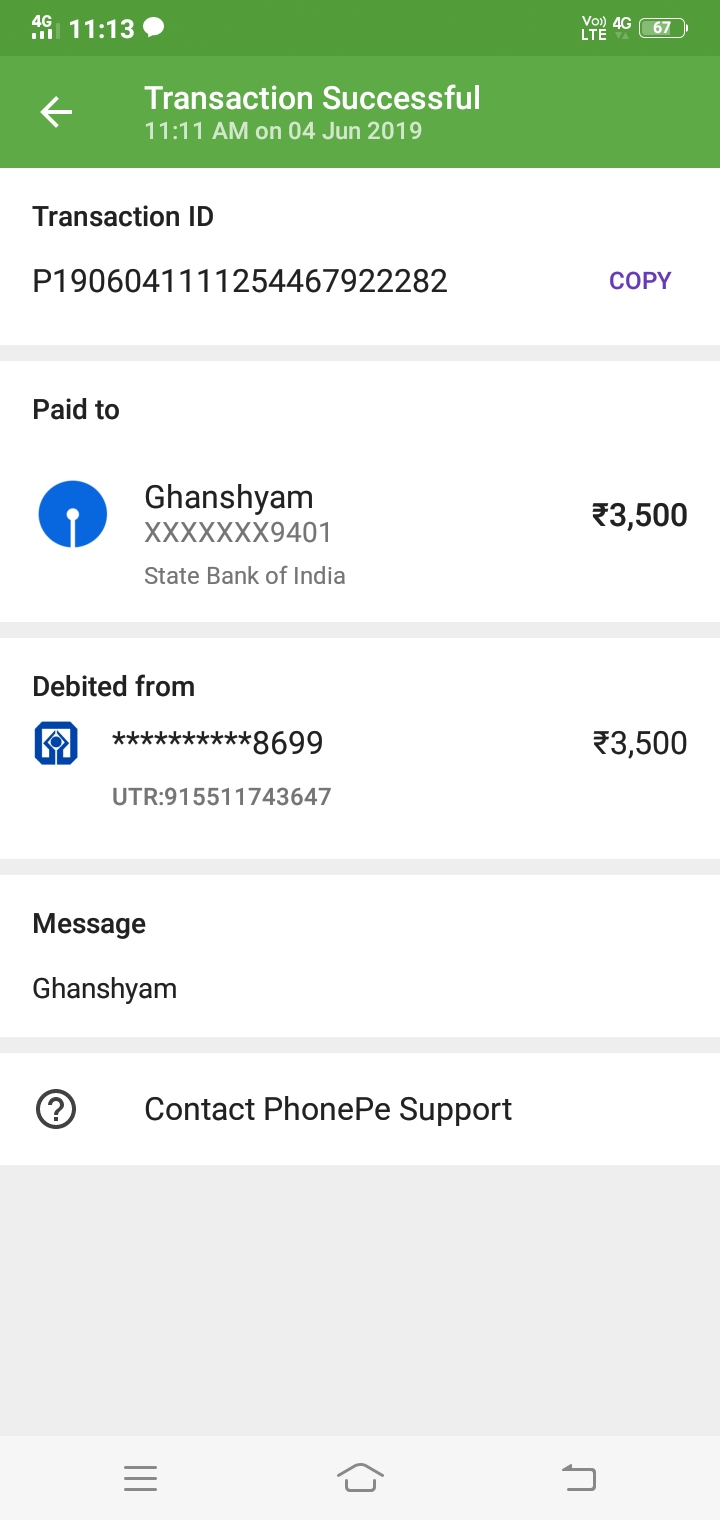 4G 11:13 Vo)) LTE 4G 67
Transaction Successful
11:11 AM on 04 Jun 2019
Transaction ID
P1906041111254467922282 COPY
Paid to
Ghanshyam
XXXXXXX9401
₹3,500
State Bank of India
Debited from
**********8699 ₹3,500
UTR:915511743647
Message
Ghanshyam
Contact PhonePe Support